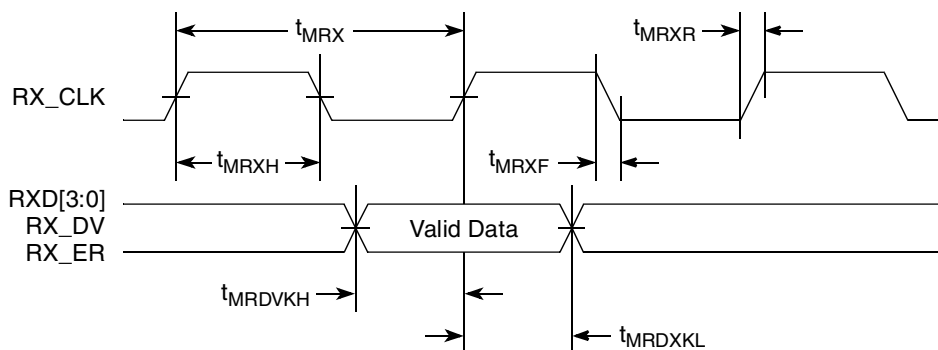 tMRX
tMRXR
RX_CLK
tMRXH
tMRXF
RXD[3:0]
RX_DV
RX_ER
Valid Data
tMRDVKH
tMRDXKL